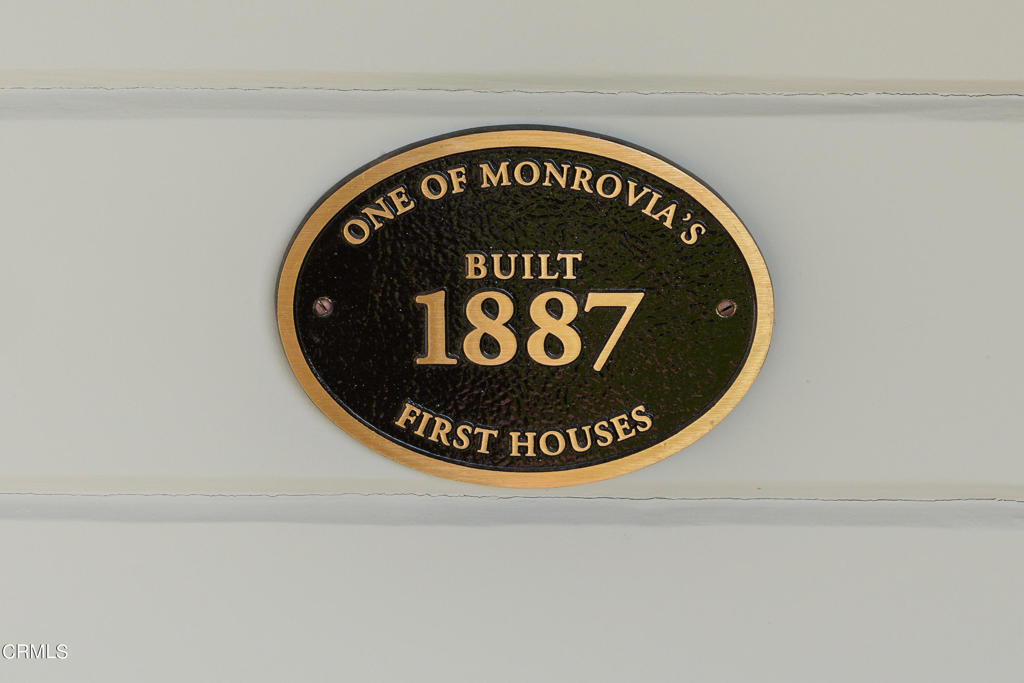 ONE OF MONROVIA'S
BUILT
1887
FIRST HOUSES
CRMLS